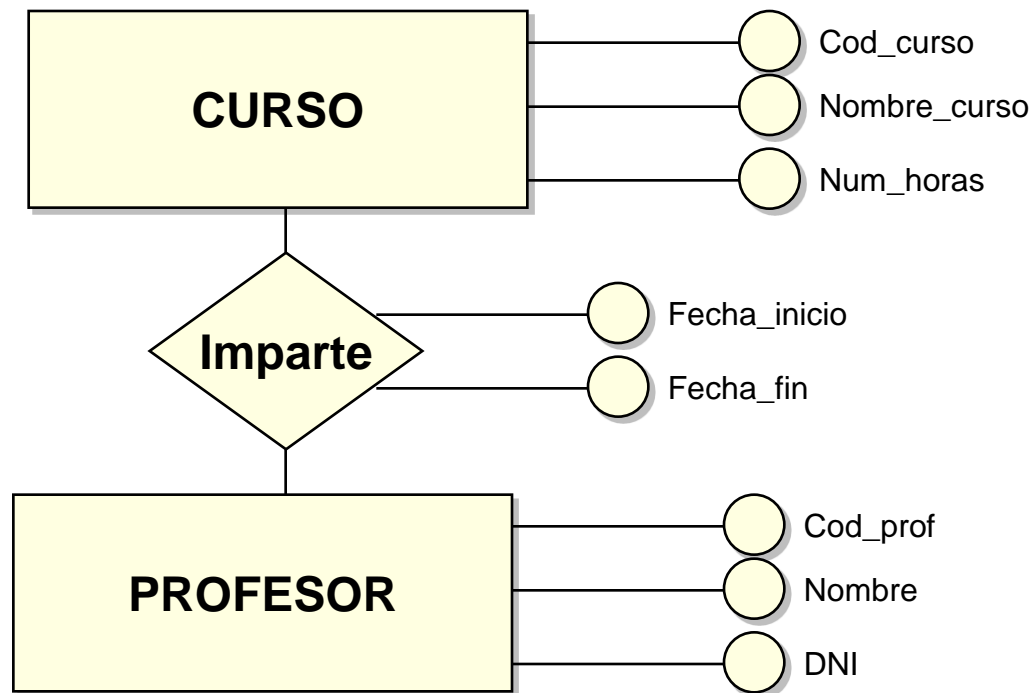 CURSO
Cod_curso
Nombre_curso
Num_horas
Imparte
Fecha_inicio
Fecha_fin
PROFESOR
Cod_prof
Nombre
DNI